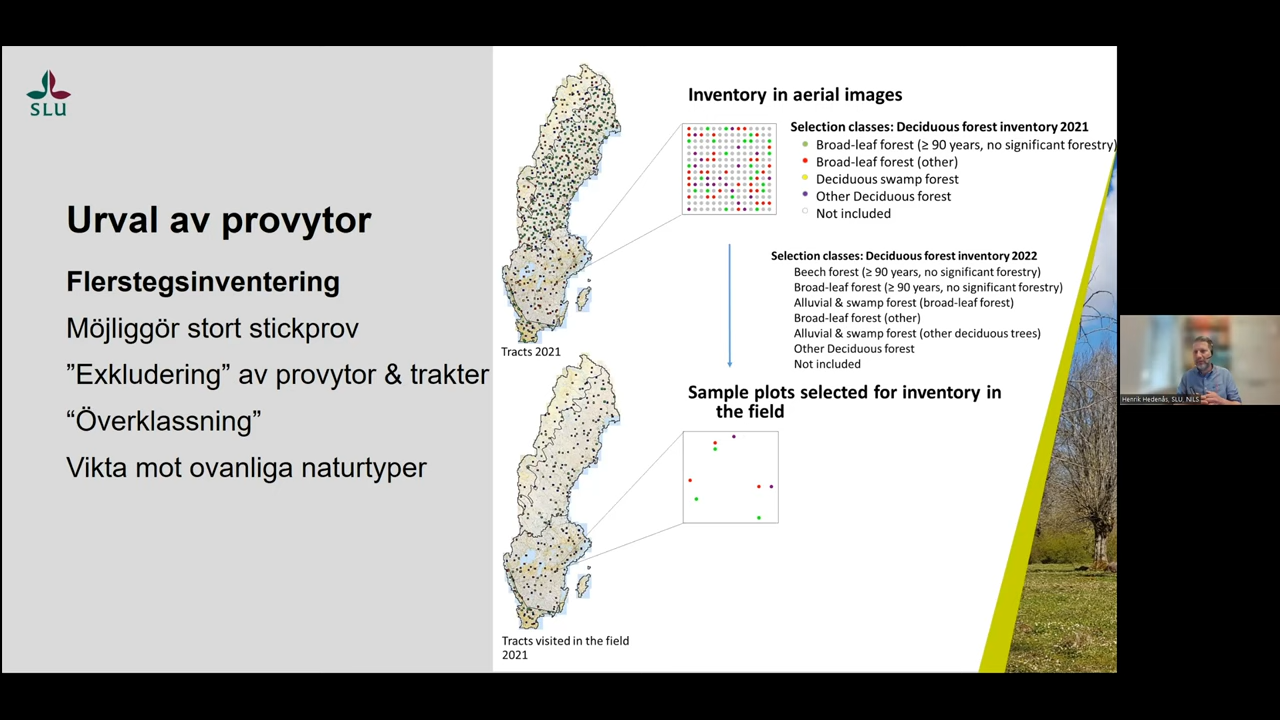 SLU
Urval av provytor
Flerstegsinventering
Möjliggör stort stickprov
”Exkludering” av provytor & trakter
“Överklassning”
Vikta mot ovanliga naturtyper
Inventory in aerial images
Selection classes: Deciduous forest inventory 2021
Broad-leaf forest (≥ 90 years, no significant forestry)
Broad-leaf forest (other)
Deciduous swamp forest
Other Deciduous forest
Not included
Selection classes: Deciduous forest inventory 2022
Beech forest (≥ 90 years, no significant forestry)
Broad-leaf forest (≥ 90 years, no significant forestry)
Alluvial & swamp forest (broad-leaf forest)
Broad-leaf forest (other)
Alluvial & swamp forest (other deciduous trees)
Other Deciduous forest
Not included
Tracts 2021
Sample plots selected for inventory in
the field
Tracts visited in the field
2021
Henrik Hedenås, SLU, NILS